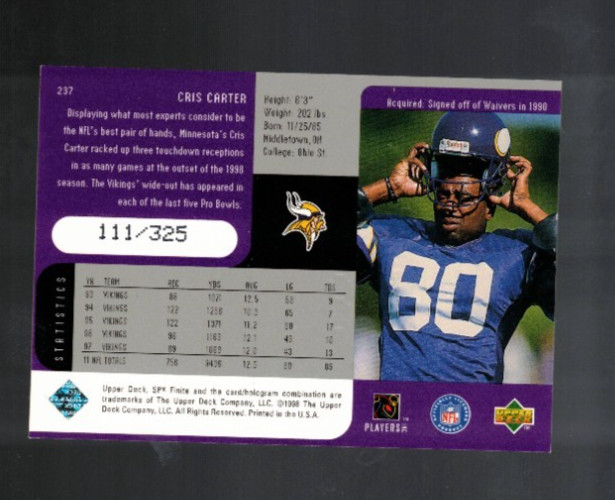 237
CRIS CARTER
Displaying what most experts consider to be
the NFL's best pair of hands, Minnesota's Cris
Carter racked up three touchdown receptions
in as many games at the outset of the 1998
season. The Vikings' wide-out has appeared in
each of the last five Pro Bowls.
111/325
Height: 6'3"
Weight: 202 lbs
Born: 11/25/65
Middletown, OH
College: Ohio St.
Acquired: Signed off of Waivers in 1990
80
STATISTICS
YR TEAM REC YDS AVG LG TDS
93 VIKINGS 86 1071 12.5 58 9
94 VIKINGS 122 1256 10.3 65 7
95 VIKINGS 122 1371 11.2 60 17
96 VIKINGS 96 1163 12.1 43 10
97 VIKINGS 89 1069 12.0 43 13
11 NFL TOTALS 756
Upper Deck, SPx Finite and the card/hologram combination are
trademarks of The Upper Deck Company, LLC. ©1998 The Upper
Deck Company, LLC. All Rights Reserved. Printed in the U.S.A.
PLAYERS INC
NFL
UPPER DECK